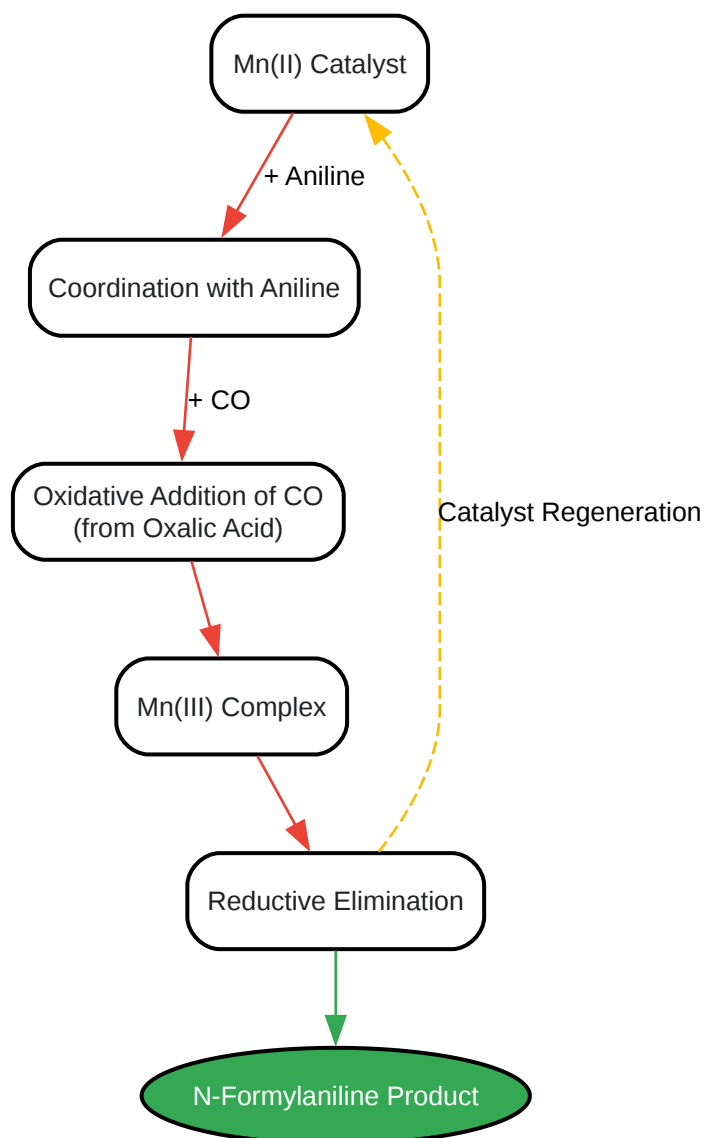 Mn(II) Catalyst
+ Aniline
Coordination with Aniline
+ CO
Oxidative Addition of CO
(from Oxalic Acid)
Catalyst Regeneration
Mn(III) Complex
Reductive Elimination
N-Formylaniline Product